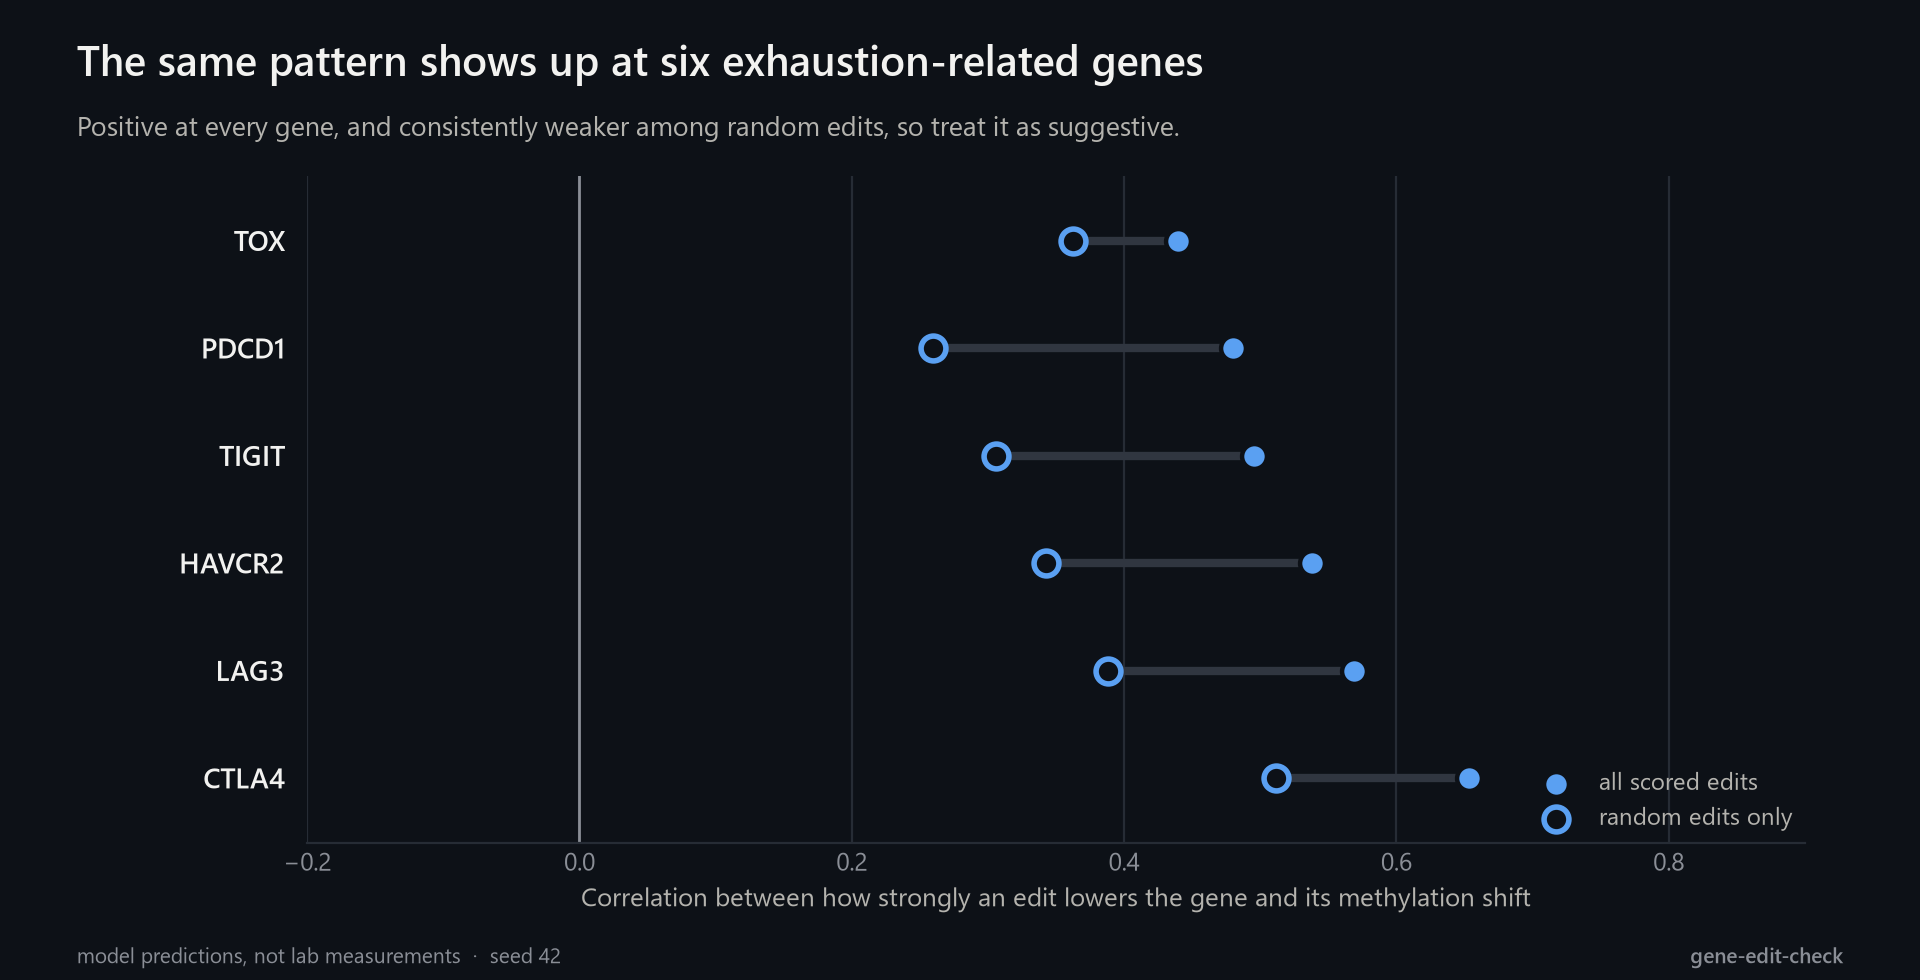 The same pattern shows up at six exhaustion-related genes
Positive at every gene, and consistently weaker among random edits, so treat it as suggestive.
TOX
PDCD1
TIGIT
HAVCR2
LAG3
CTLA4
all scored edits
random edits only
−0.2 0.0 0.2 0.4 0.6 0.8
Correlation between how strongly an edit lowers the gene and its methylation shift
model predictions, not lab measurements · seed 42
gene-edit-check